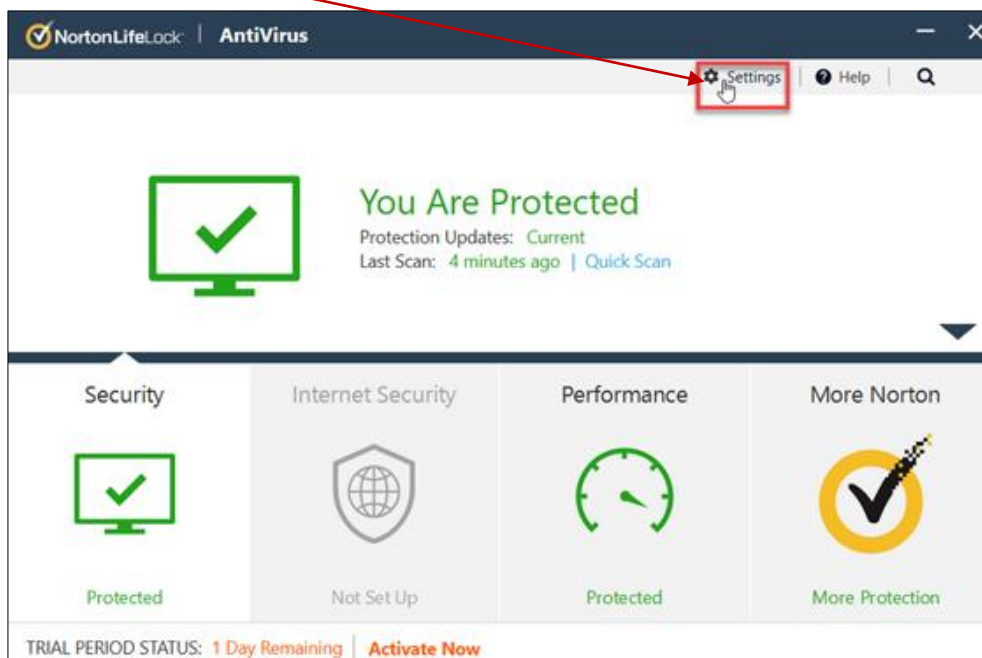 NortonLifeLock | AntiVirus
Settings | Help |
You Are Protected
Protection Updates: Current
Last Scan: 4 minutes ago | Quick Scan
Security
Internet Security
Performance
More Norton
Protected
Not Set Up
Protected
More Protection
TRIAL PERIOD STATUS: 1 Day Remaining | Activate Now